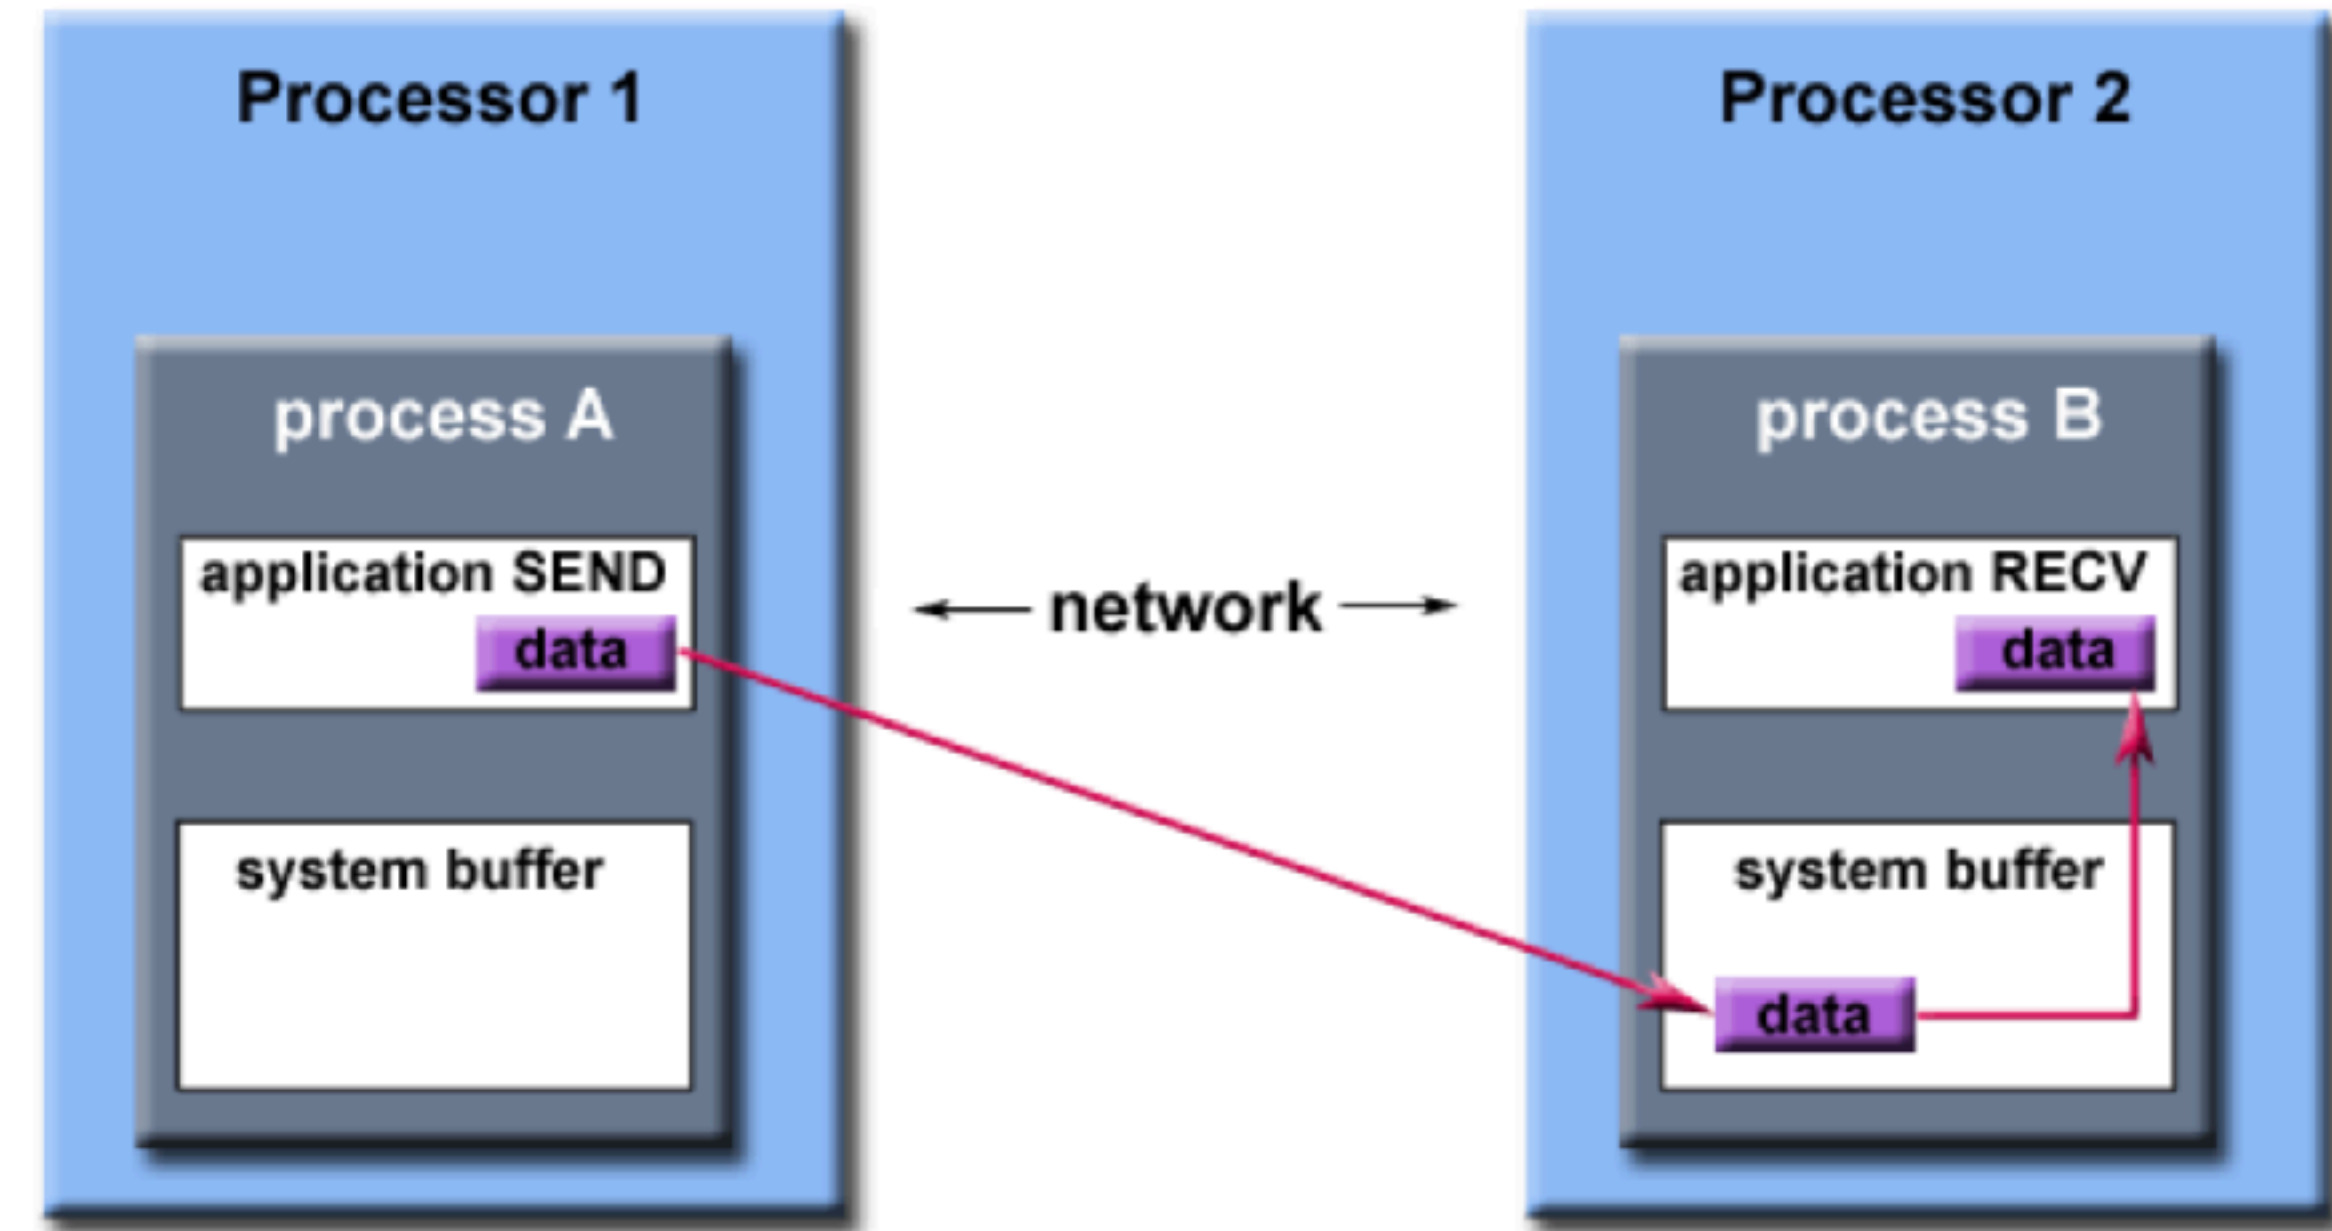 Processor 1
process A
application SEND
data
system buffer
network
Processor 2
process B
application RECV
data
system buffer
data